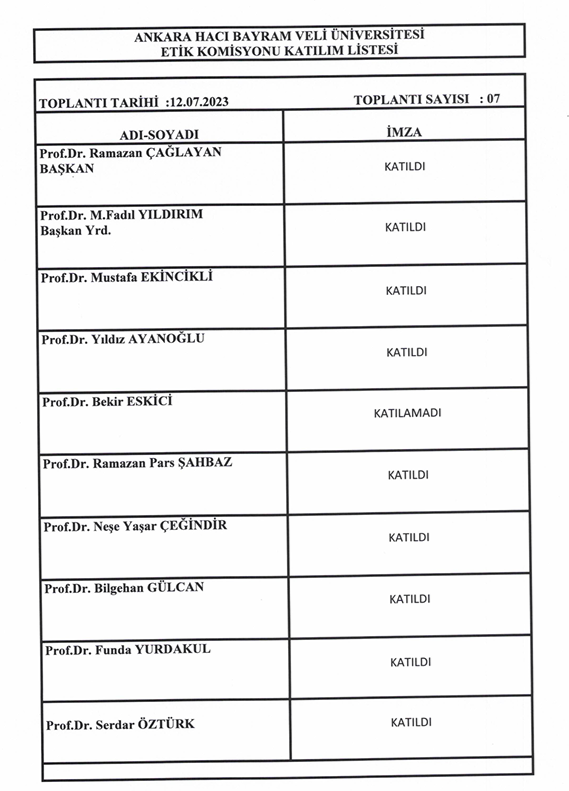 ANKARA HACI BAYRAM VELİ ÜNİVERSİTESİ
ETİK KOMİSYONU KATILIM LİSTESİ
TOPLANTI TARİHİ :12.07.2023 TOPLANTI SAYISI : 07
ADI-SOYADI İMZA
Prof.Dr. Ramazan ÇAĞLAYAN
BAŞKAN KATILDI
Prof.Dr. M.Fadıl YILDIRIM
Başkan Yrd. KATILDI
Prof.Dr. Mustafa EKİNCİKLİ KATILDI
Prof.Dr. Yıldız AYANOĞLU KATILDI
Prof.Dr. Bekir ESKİCİ KATILAMADI
Prof.Dr. Ramazan Pars ŞAHBAZ KATILDI
Prof.Dr. Neşe Yaşar ÇEĞİNDİR KATILDI
Prof.Dr. Bilgehan GÜLCAN KATILDI
Prof.Dr. Funda YURDAKUL KATILDI
Prof.Dr. Serdar ÖZTÜRK KATILDI